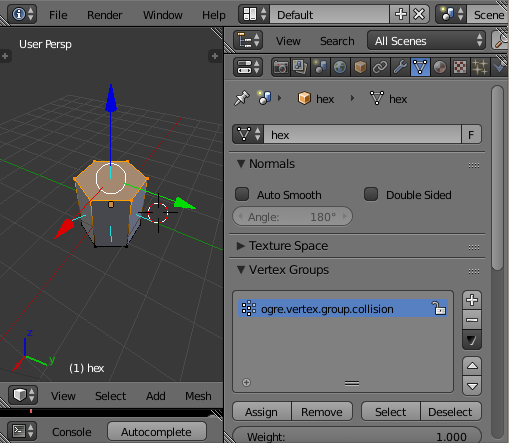 File Render Window Help Default Scene
User Persp
View Search All Scenes
hex hex
hex F
Normals
Auto Smooth Double Sided
Angle: 180°
Texture Space
Vertex Groups
ogre.vertex.group.collision
z
y
(1) hex
View Select Add Mesh
Assign Remove Select Deselect
Console Autocomplete
Weight: 1.000